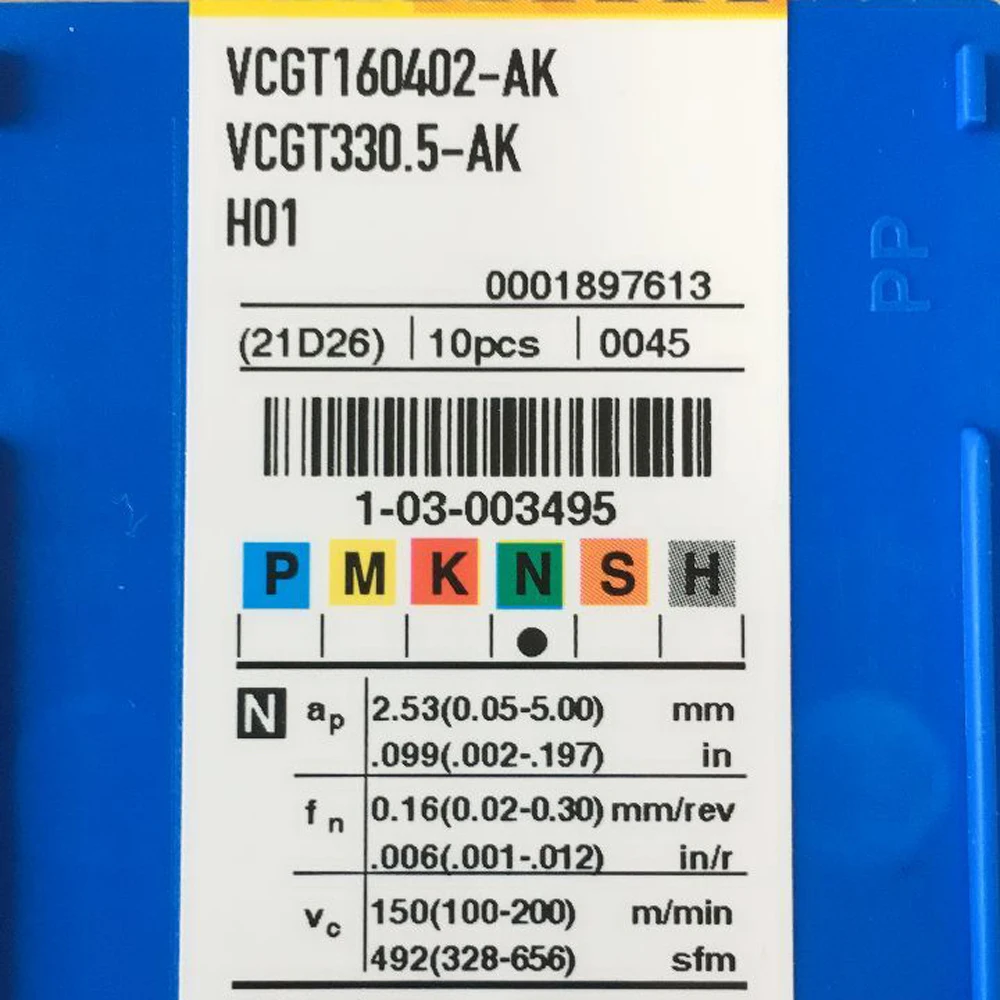 VCGT160402-AK
VCGT330.5-AK
H01
0001897613
(21D26) 10pcs 0045
1-03-003495
P M K N S H
N ap 2.53(0.05-5.00) mm
.099(.002-.197) in
fn 0.16(0.02-0.30) mm/rev
.006(.001-.012) in/r
vc 150(100-200) m/min
492(328-656) sfm
PP